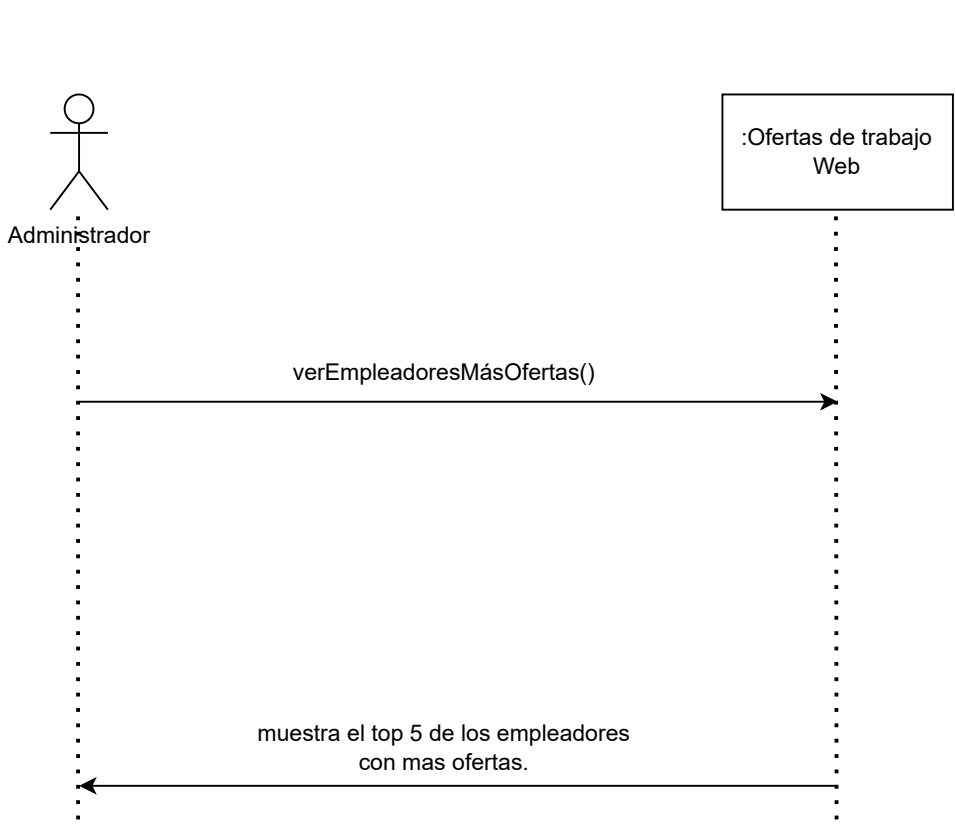 :Ofertas de trabajo
Web
Administrador
verEmpleadoresMásOfertas()
muestra el top 5 de los empleadores
con mas ofertas.